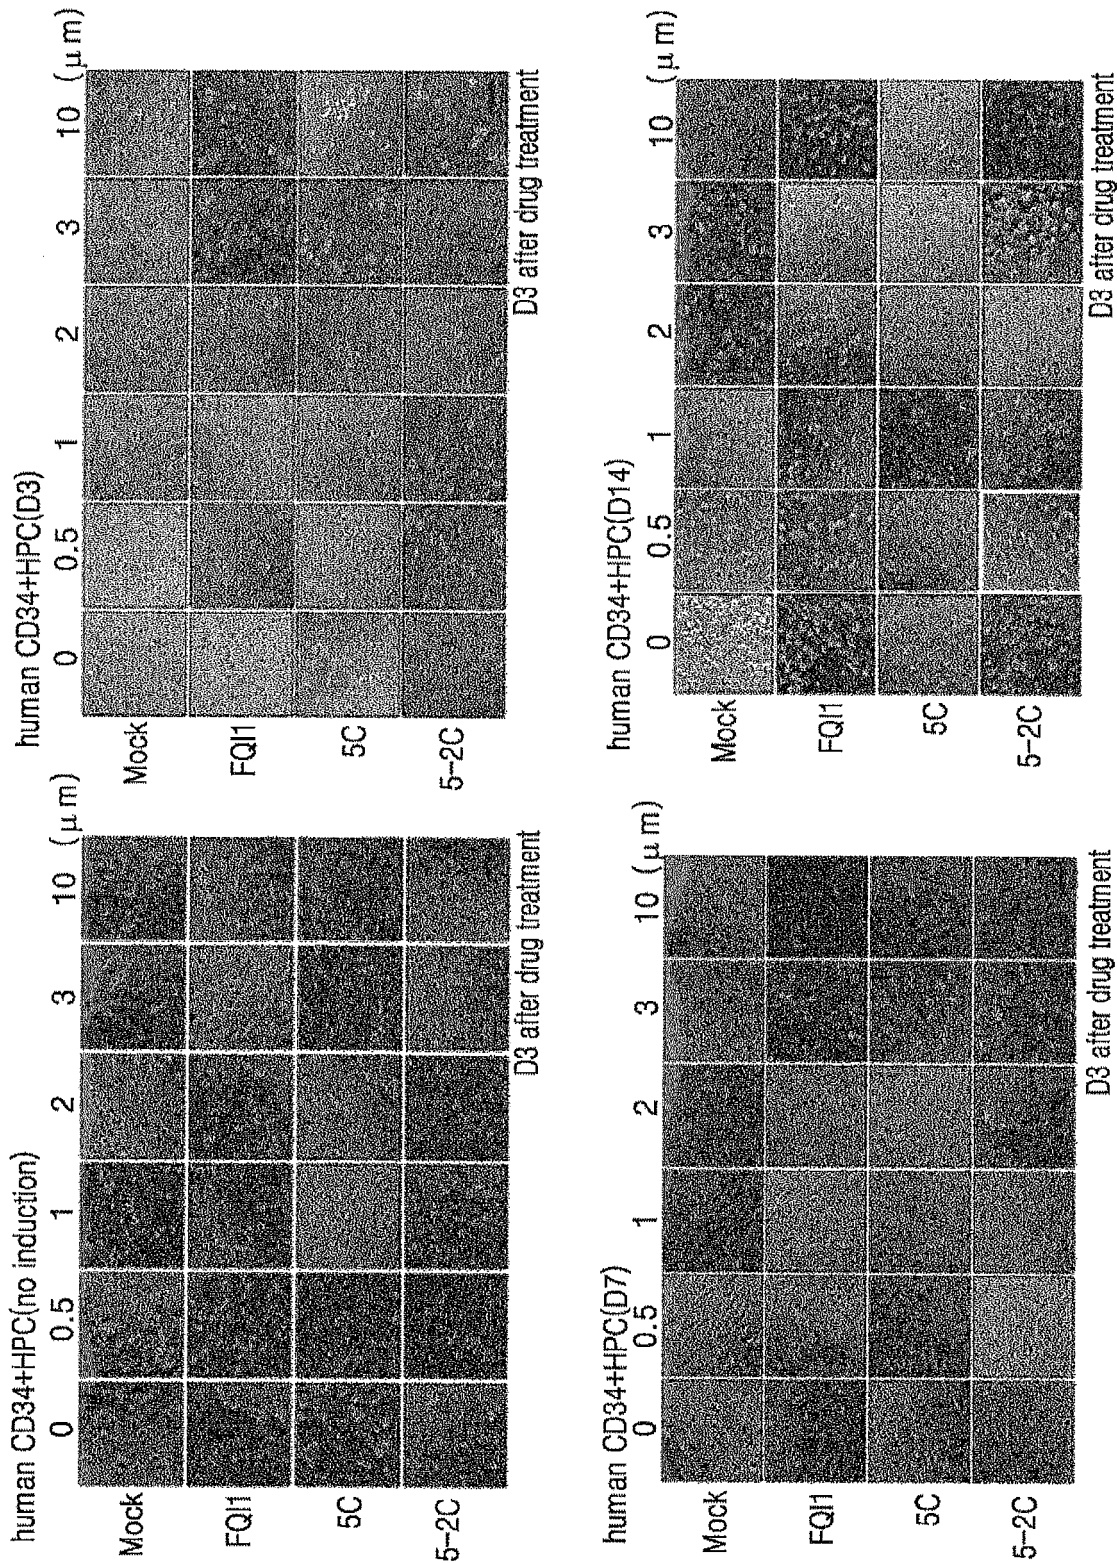 human CD34+HPC(no induction)
0 0.5 1 2 3 10 (μ m)
Mock
FQI1
5C
5-2C
D3 after drug treatment
human CD34+HPC(D3)
0 0.5 1 2 3 10 (μ m)
Mock
FQI1
5C
5-2C
D3 after drug treatment
human CD34+HPC(D7)
0 0.5 1 2 3 10 (μ m)
Mock
FQI1
5C
5-2C
D3 after drug treatment
human CD34+HPC(D14)
0 0.5 1 2 3 10 (μ m)
Mock
FQI1
5C
5-2C
D3 after drug treatment